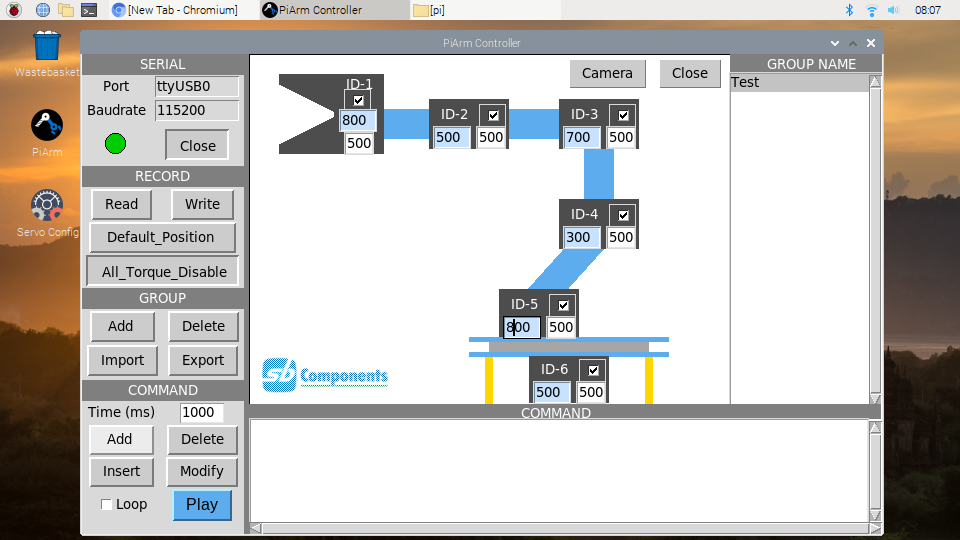 [New Tab - Chromium]
PiArm Controller
[pi]
08:07
Wastebasket
PiArm
Servo Config
PiArm Controller
SERIAL
Port ttyUSB0
Baudrate 115200
Close
RECORD
Read Write
Default_Position
All_Torque_Disable
GROUP
Add Delete
Import Export
COMMAND
Time (ms) 1000
Add Delete
Insert Modify
Loop Play
Camera Close
ID-1
800
500
ID-2
500 500
ID-3
700 500
ID-4
300 500
ID-5
800 500
ID-6
500 500
sb Components
GROUP NAME
Test
COMMAND